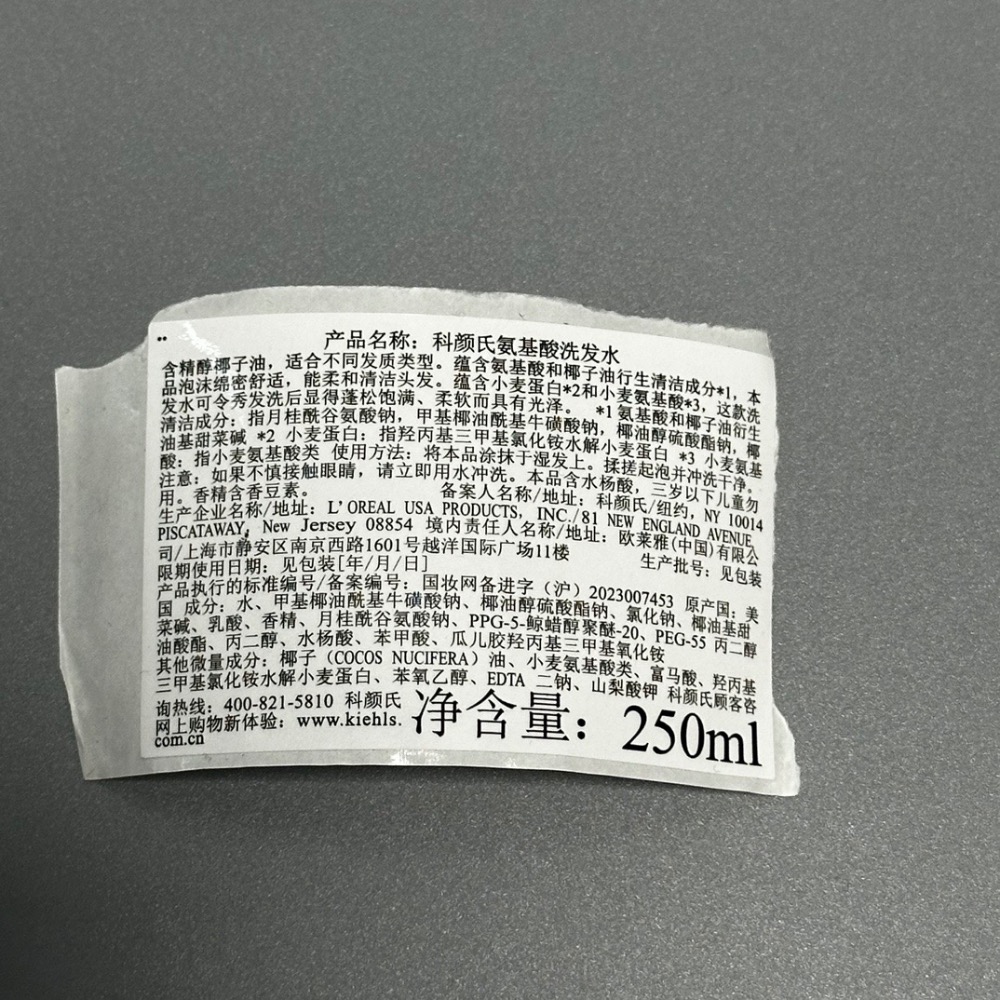 产品名称：科颜氏氨基酸洗发水
含精醇椰子油，适合不同发质类型。蕴含氨基酸和椰子油衍生清洁成分*1，本
品泡沫绵密舒适，能柔和清洁头发。蕴含小麦蛋白*2和小麦氨基酸*3，这款洗
发水可令秀发洗后显得蓬松饱满、柔软而具有光泽。 *1 氨基酸和椰子油衍生
清洁成分：指月桂酰谷氨酸钠，甲基椰油酰基牛磺酸钠，椰油醇硫酸酯钠，椰
油基甜菜碱 *2 小麦蛋白：指羟丙基三甲基氯化铵水解小麦蛋白 *3 小麦氨基
酸：指小麦氨基酸类 使用方法：将本品涂抹于湿发上。揉搓起泡并冲洗干净。
注意：如果不慎接触眼睛，请立即用水冲洗。本品含水杨酸，三岁以下儿童勿
用。香精含香豆素。 备案人名称/地址：科颜氏/纽约，NY 10014
生产企业名称/地址：L'OREAL USA PRODUCTS, INC./81 NEW ENGLAND AVENUE,
PISCATAWAY, New Jersey 08854 境内责任人名称/地址：欧莱雅(中国)有限公
司/上海市静安区南京西路1601号越洋国际广场11楼 生产批号：见包装
限期使用日期：见包装[年/月/日]
产品执行的标准编号/备案编号：国妆网备进字（沪）2023007453 原产国：美
国 成分：水、甲基椰油酰基牛磺酸钠、椰油醇硫酸酯钠、氯化钠、椰油基甜
菜碱、乳酸、香精、月桂酰谷氨酸钠、PPG-5-鲸蜡醇聚醚-20、PEG-55 丙二醇
油酸酯、丙二醇、水杨酸、苯甲酸、瓜儿胶羟丙基三甲基氧化铵
其他微量成分：椰子（COCOS NUCIFERA）油、小麦氨基酸类、富马酸、羟丙基
三甲基氯化铵水解小麦蛋白、苯氧乙醇、EDTA 二钠、山梨酸钾 科颜氏顾客咨
询热线：400-821-5810 科颜氏
网上购物新体验：www.kiehls.
com.cn
净含量：250ml